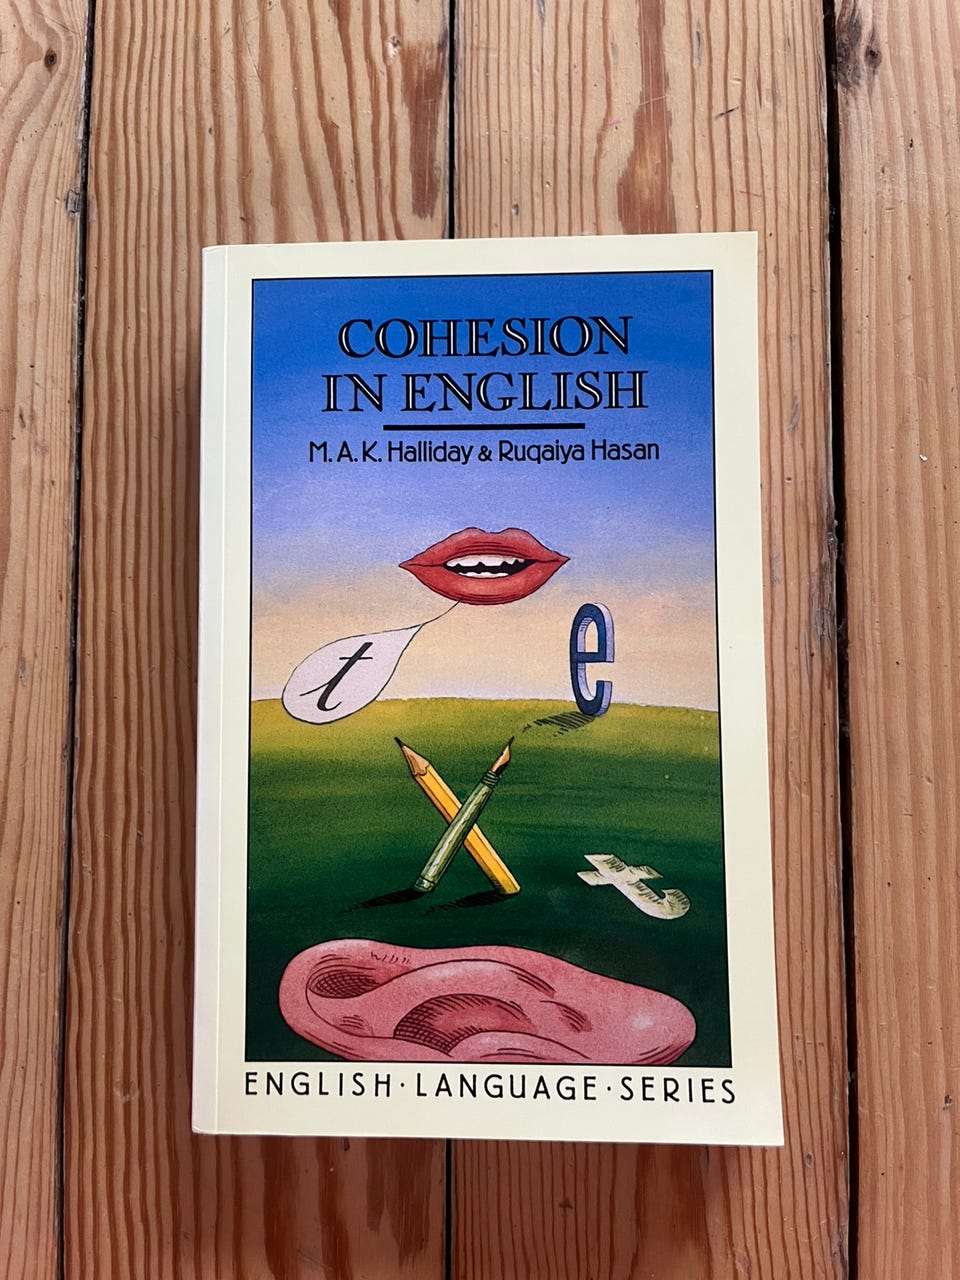 COHESION
IN ENGLISH
M. A. K. Halliday & Ruqaiya Hasan
t
e
X
t
ENGLISH · LANGUAGE · SERIES